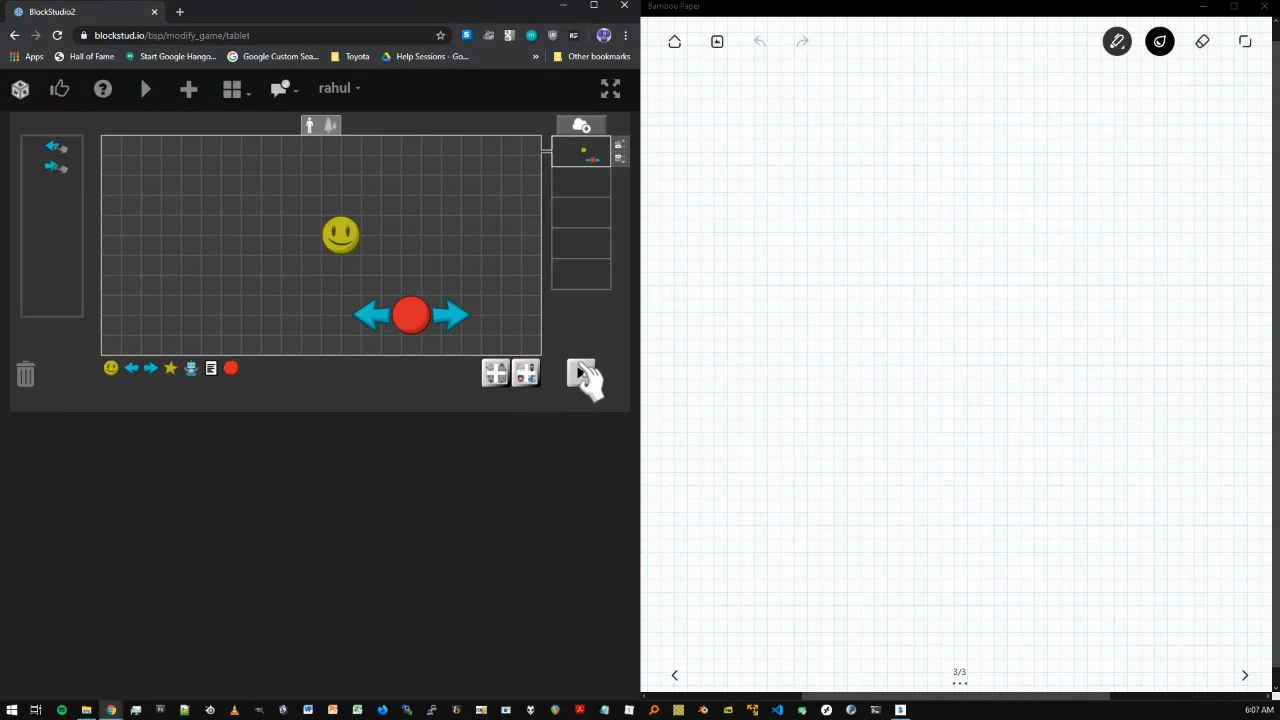 BlockStudio2
Bamboo Paper
blockstud.io/bsp/modify_game/tablet
Apps
Hall of Fame
Start Google Hango...
Google Custom Sea...
Toyota
Help Sessions Docu...
»
Other bookmarks
rahul
3/3
6:07 AM